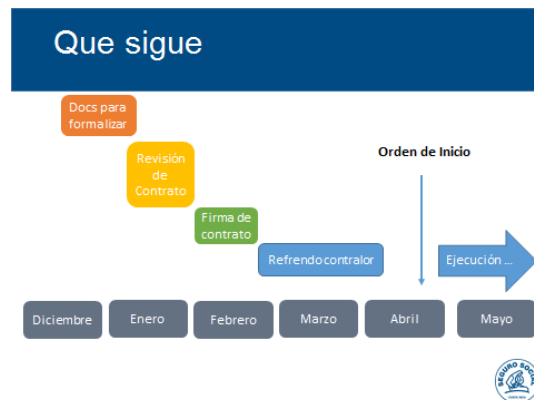 Que sigue
Docs para
formalizar
Revisión
de
Contrato
Orden de Inicio
Firma de
contrato
Refrendo contralor
Ejecución ...
Diciembre
Enero
Febrero
Marzo
Abril
Mayo
SEGURO SOCIAL